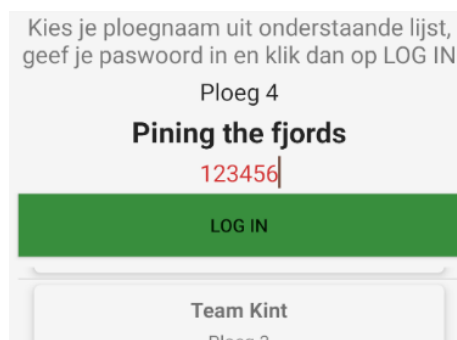 Kies je ploegnaam uit onderstaande lijst,
geef je paswoord in en klik dan op LOG IN
Ploeg 4
Pining the fjords
123456
LOG IN
Team Kint